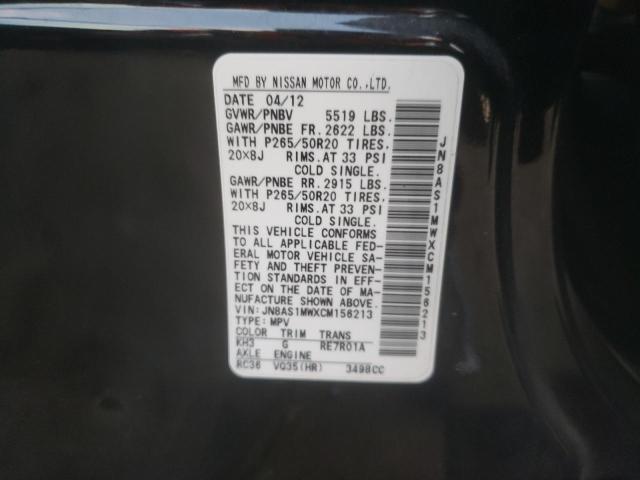 MFD BY NISSAN MOTOR CO.,LTD.
DATE 04/12
GVWR/PNBV 5519 LBS.
GAWR/PNBE FR. 2622 LBS.
WITH P265/50R20 TIRES.
20×8J RIMS.AT 33 PSI
COLD SINGLE.
GAWR/PNBE RR. 2915 LBS.
WITH P265/50R20 TIRES.
20×8J RIMS.AT 33 PSI
COLD SINGLE.
THIS VEHICLE CONFORMS
TO ALL APPLICABLE FED-
ERAL MOTOR VEHICLE SA-
FETY AND THEFT PREVEN-
TION STANDARDS IN EFF-
ECT ON THE DATE OF MA-
NUFACTURE SHOWN ABOVE.
VIN: JN8AS1MWXCM156213
TYPE: MPV
COLOR TRIM TRANS
KH3 G RE7R01A
AXLE ENGINE
RC36 VQ35(HR) 3498CC
JN8AS1MWXCM156213